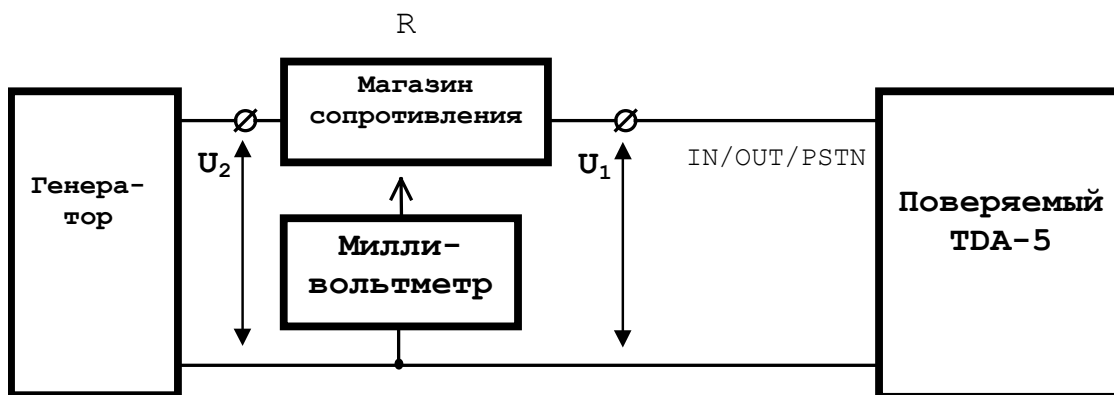 R
Магазин
сопротивления
U2
U1
IN/OUT/PSTN
Генера-
тор
Милли-
вольтметр
Поверяемый
TDA-5